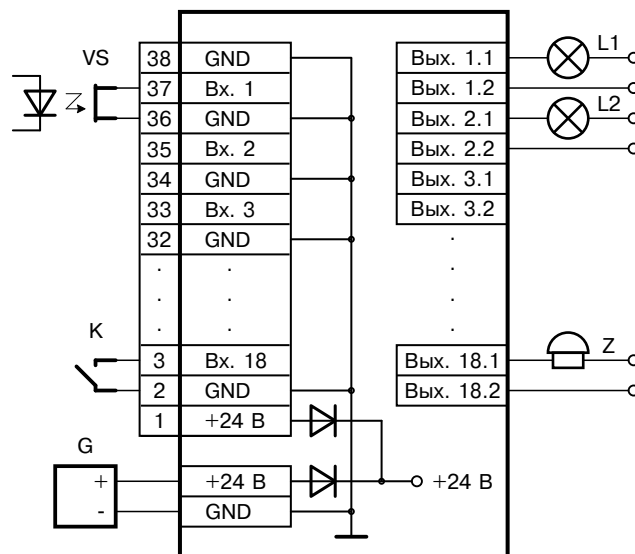 VS
38 GND
37 Вх. 1
36 GND
35 Вх. 2
34 GND
33 Вх. 3
32 GND
. .
. .
. .
K
3 Вх. 18
2 GND
1 +24 В
G
+ +24 В
- GND
+24 В
Вых. 1.1
L1
Вых. 1.2
Вых. 2.1
L2
Вых. 2.2
Вых. 3.1
Вых. 3.2
. .
. .
. .
Вых. 18.1
Z
Вых. 18.2